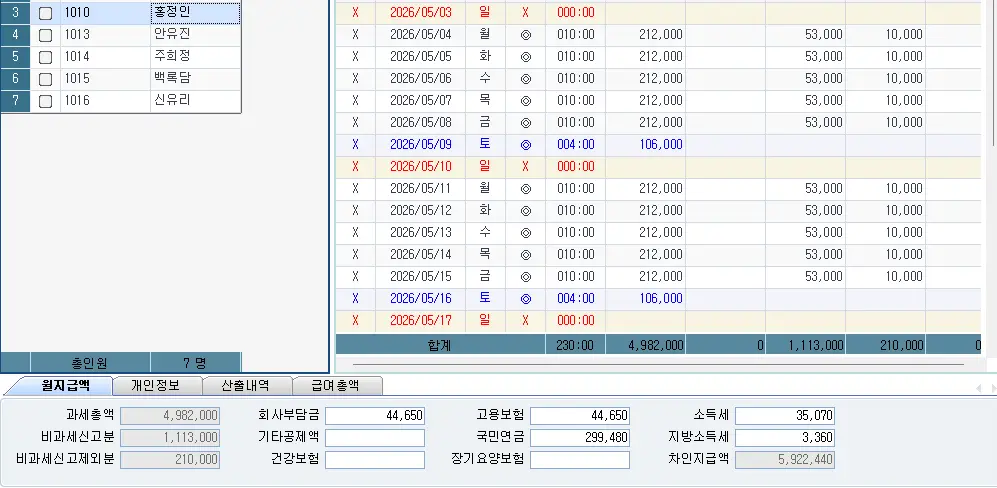 3 1010 홍정인
4 1013 안유진
5 1014 주희정
6 1015 백록담
7 1016 신유리
총인원 7 명
X 2026/05/03 일 X 000:00
X 2026/05/04 월 ◎ 010:00 212,000 53,000 10,000
X 2026/05/05 화 ◎ 010:00 212,000 53,000 10,000
X 2026/05/06 수 ◎ 010:00 212,000 53,000 10,000
X 2026/05/07 목 ◎ 010:00 212,000 53,000 10,000
X 2026/05/08 금 ◎ 010:00 212,000 53,000 10,000
X 2026/05/09 토 ◎ 004:00 106,000
X 2026/05/10 일 X 000:00
X 2026/05/11 월 ◎ 010:00 212,000 53,000 10,000
X 2026/05/12 화 ◎ 010:00 212,000 53,000 10,000
X 2026/05/13 수 ◎ 010:00 212,000 53,000 10,000
X 2026/05/14 목 ◎ 010:00 212,000 53,000 10,000
X 2026/05/15 금 ◎ 010:00 212,000 53,000 10,000
X 2026/05/16 토 ◎ 004:00 106,000
X 2026/05/17 일 X 000:00
합계 230:00 4,982,000 0 1,113,000 210,000 0
월지급액 개인정보 산출내역 급여총액
과세총액 4,982,000 회사부담금 44,650 고용보험 44,650 소득세 35,070
비과세신고분 1,113,000 기타공제액 국민연금 299,480 지방소득세 3,360
비과세신고제외분 210,000 건강보험 장기요양보험 차인지급액 5,922,440